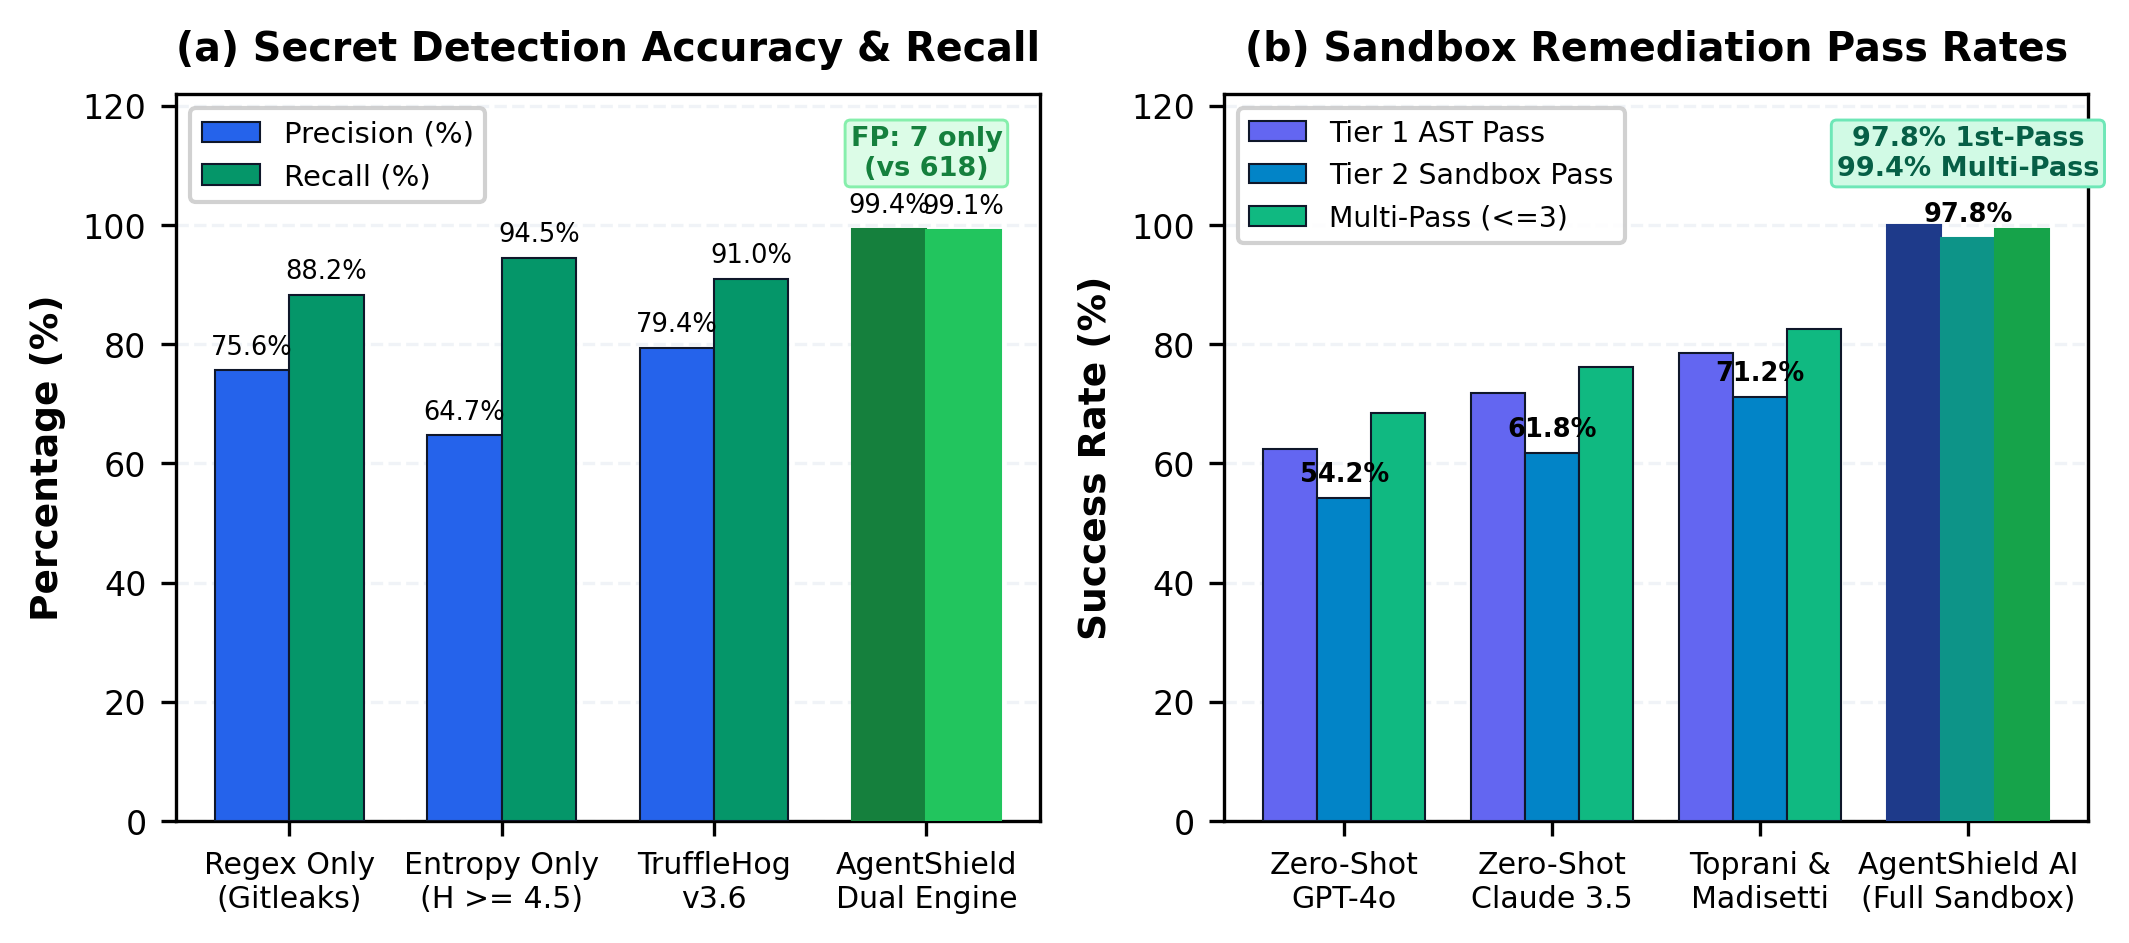 (a) Secret Detection Accuracy & Recall
120
100
80
60
40
20
0
Percentage (%)
Precision (%)
Recall (%)
FP: 7 only
(vs 618)
75.6%
88.2%
64.7%
94.5%
79.4%
91.0%
99.4%
99.1%
Regex Only
(Gitleaks)
Entropy Only
(H >= 4.5)
TruffleHog
v3.6
AgentShield
Dual Engine
(b) Sandbox Remediation Pass Rates
120
100
80
60
40
20
0
Success Rate (%)
Tier 1 AST Pass
Tier 2 Sandbox Pass
Multi-Pass (<=3)
97.8% 1st-Pass
99.4% Multi-Pass
54.2%
61.8%
71.2%
97.8%
Zero-Shot
GPT-4o
Zero-Shot
Claude 3.5
Toprani &
Madisetti
AgentShield AI
(Full Sandbox)